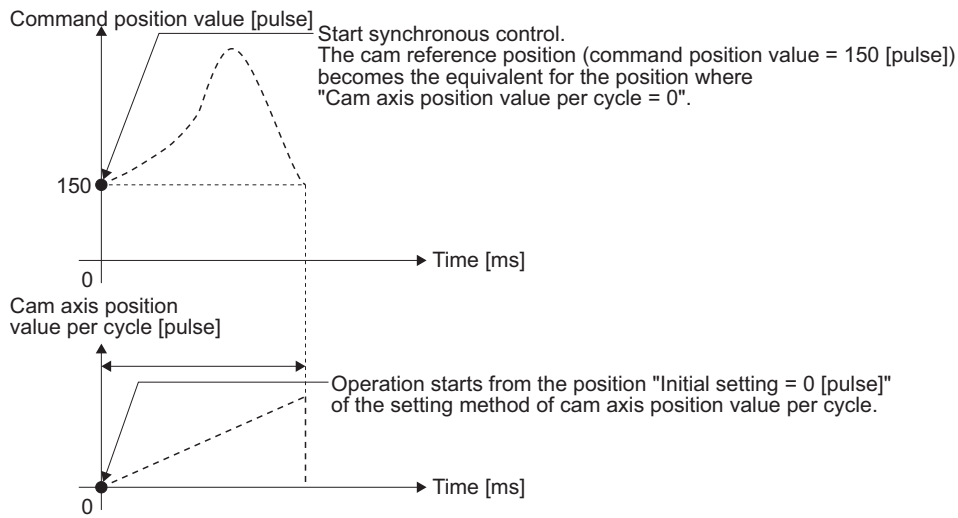 Command position value [pulse]
Start synchronous control.
The cam reference position (command position value = 150 [pulse])
becomes the equivalent for the position where
"Cam axis position value per cycle = 0".
150
Time [ms]
0
Cam axis position
value per cycle [pulse]
Operation starts from the position "Initial setting = 0 [pulse]"
of the setting method of cam axis position value per cycle.
Time [ms]
0